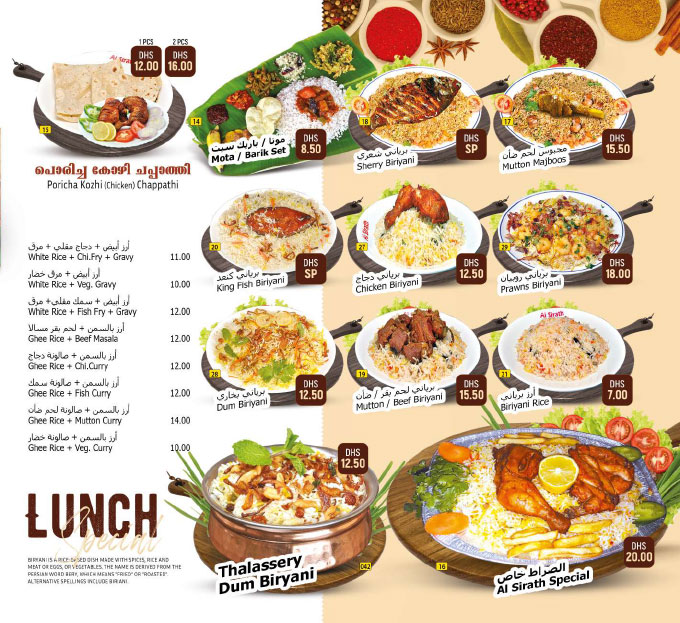 1 PCS
DHS
12.00
2 PCS
DHS
16.00
Al Sirath
15
പൊരിച്ച കോഴി ചപ്പാത്തി
Poricha Kozhi (Chicken) Chappathi
14
موتا / باريك سيت
Mota / Barik Set
DHS
8.50
18
برياني شعري
Sherry Biriyani
DHS
SP
17
مجبوس لحم ضأن
Mutton Majboos
DHS
15.50
20
برياني كنعد
King Fish Biriyani
DHS
SP
Al Sirath
27
برياني دجاج
Chicken Biriyani
DHS
12.50
29
برياني روبيان
Prawns Biriyani
DHS
18.00
28
برياني بخاري
Dum Biriyani
DHS
12.50
19
برياني لحم بقر / ضأن
Mutton / Beef Biriyani
DHS
15.50
Al Sirath
21
أرز برياني
Biriyani Rice
DHS
7.00
أرز أبيض + دجاج مقلي + مرق
White Rice + Chi.Fry + Gravy 11.00
أرز أبيض + مرق خضار
White Rice + Veg. Gravy 10.00
أرز أبيض + سمك مقلي+ مرق
White Rice + Fish Fry + Gravy 12.00
أرز بالسمن + لحم بقر مسالا
Ghee Rice + Beef Masala 12.00
أرز بالسمن + صالونة دجاج
Ghee Rice + Chi.Curry 12.00
أرز بالسمن + صالونة سمك
Ghee Rice + Fish Curry 12.00
أرز بالسمن + صالونة لحم ضأن
Ghee Rice + Mutton Curry 14.00
أرز بالسمن + صالونة خضار
Ghee Rice + Veg. Curry 10.00
LUNCH
Special
BIRYANI IS A RICE-BASED DISH MADE WITH SPICES, RICE AND
MEAT OR EGGS, OR VEGETABLES. THE NAME IS DERIVED FROM THE
PERSIAN WORD BERY, WHICH MEANS "FRIED" OR "ROASTED".
ALTERNATIVE SPELLINGS INCLUDE BIRIANI.
DHS
12.50
Thalassery
Dum Biryani
042
16
الصراط خاص
Al Sirath Special
DHS
20.00